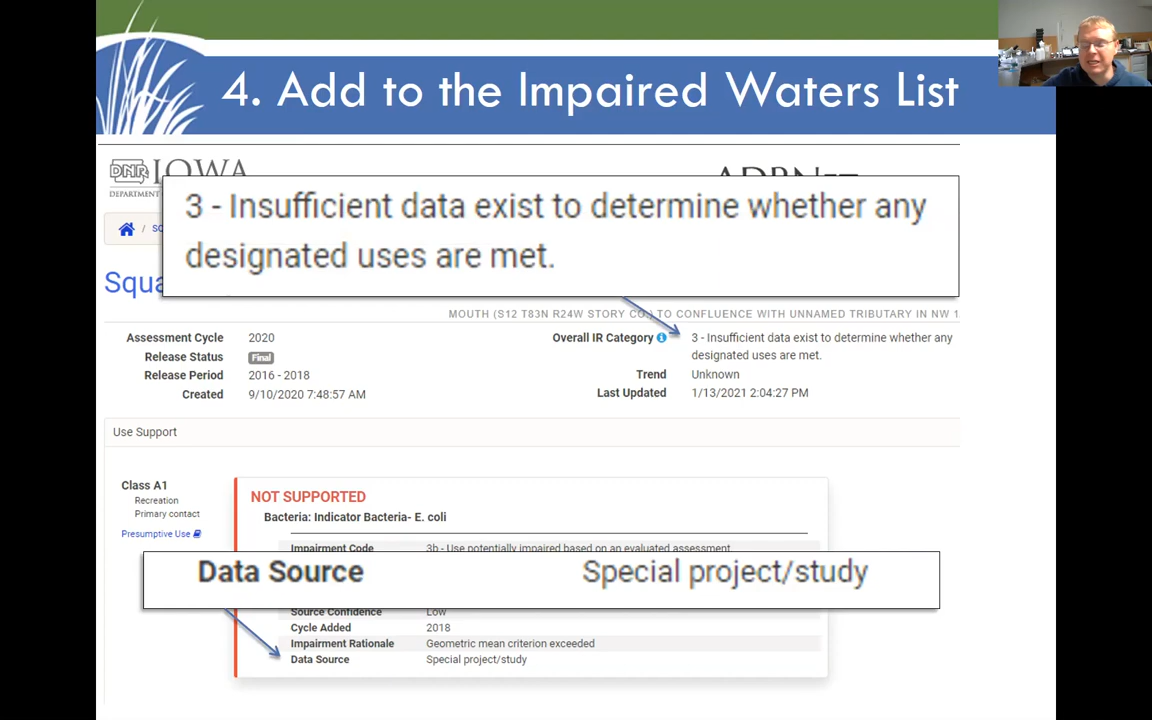 4. Add to the Impaired Waters List
DNR IOWA
DEPARTMENT
3 - Insufficient data exist to determine whether any
designated uses are met.
Squa
MOUTH (S12 T83N R24W STORY CO.) TO CONFLUENCE WITH UNNAMED TRIBUTARY IN NW 1
Assessment Cycle 2020
Release Status Final
Release Period 2016 - 2018
Created 9/10/2020 7:48:57 AM
Overall IR Category 3 - Insufficient data exist to determine whether any
designated uses are met.
Trend Unknown
Last Updated 1/13/2021 2:04:27 PM
Use Support
Class A1
Recreation
Primary contact
Presumptive Use
NOT SUPPORTED
Bacteria: Indicator Bacteria- E. coli
Impairment Code 3b - Use potentially impaired based on an evaluated assessment
Data Source Special project/study
Source Confidence Low
Cycle Added 2018
Impairment Rationale Geometric mean criterion exceeded
Data Source Special project/study